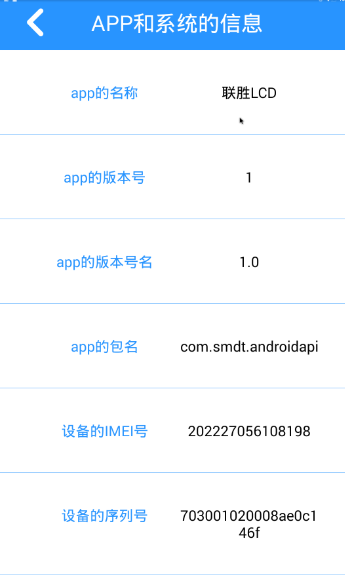 APP和系统的信息
app的名称 联胜LCD
app的版本号 1
app的版本号名 1.0
app的包名 com.smdt.androidapi
设备的IMEI号 202227056108198
设备的序列号 703001020008ae0c1
46f